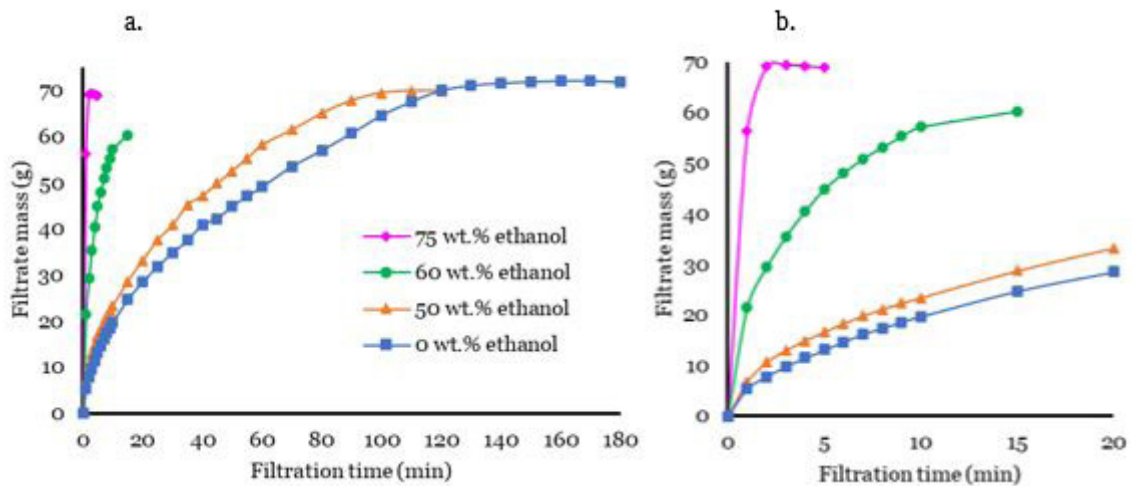 a.
70
60
50
40
30
20
10
0
Filtrate mass (g)
75 wt.% ethanol
60 wt.% ethanol
50 wt.% ethanol
0 wt.% ethanol
0 20 40 60 80 100 120 140 160 180
Filtration time (min)
b.
70
60
50
40
30
20
10
0
Filtrate mass (g)
0 5 10 15 20
Filtration time (min)